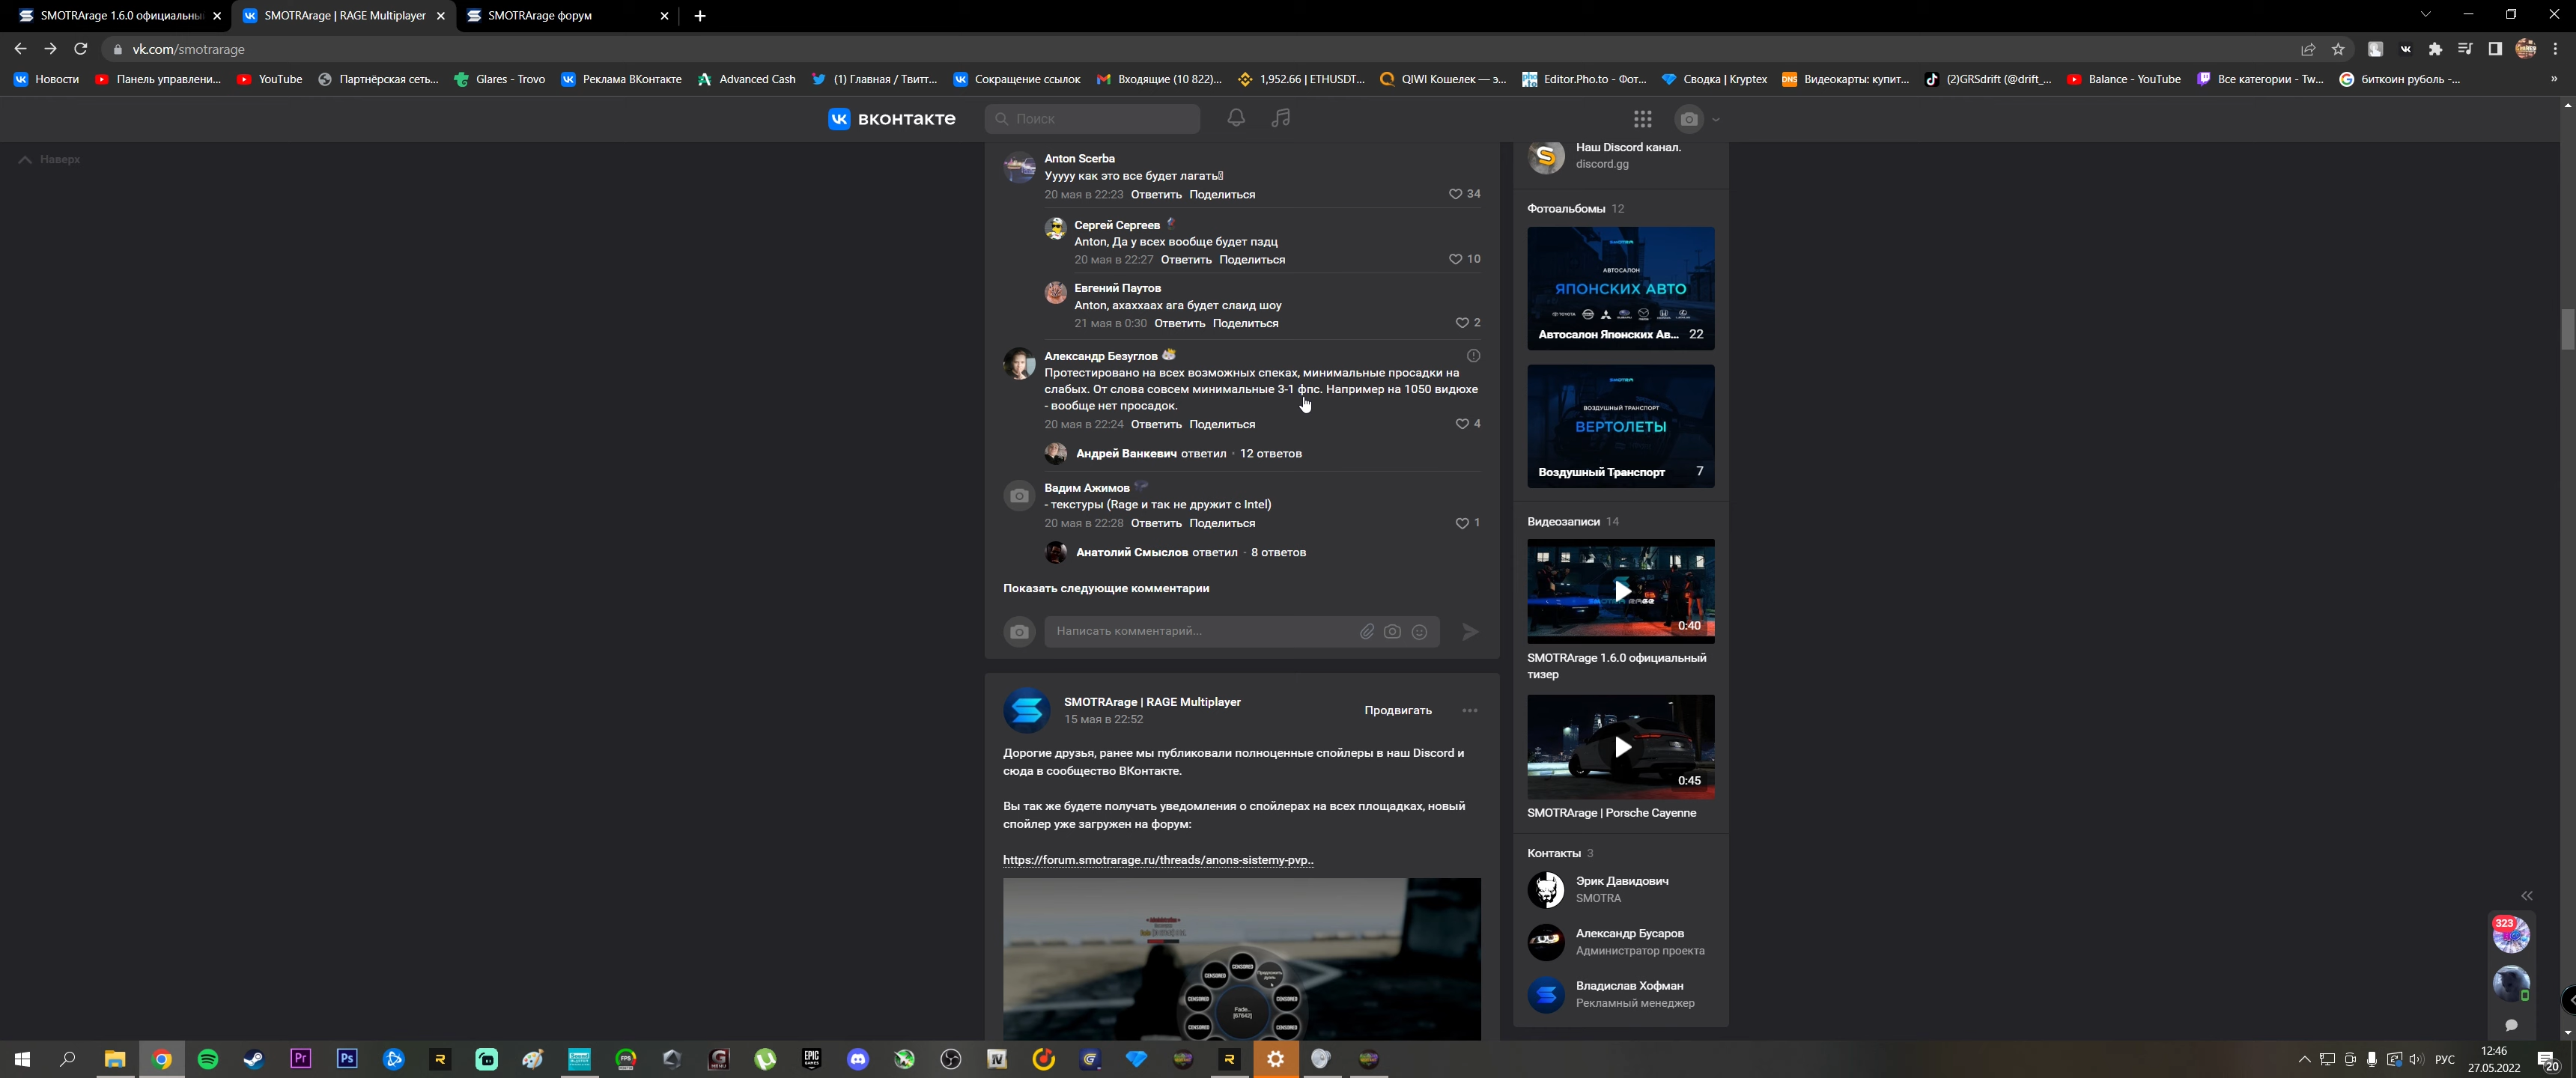 SMOTRArage 1.6.0 официальны
SMOTRArage | RAGE Multiplayer
SMOTRArage форум
vk.com/smotrarage
Новости
Панель управлени...
YouTube
Партнёрская сеть...
Glares - Trovo
Реклама ВКонтакте
Advanced Cash
(1) Главная / Твитт...
Сокращение ссылок
Входящие (10 822)...
1,952.66 | ETHUSDT...
QIWI Кошелек — э...
Editor.Pho.to - Фот...
Сводка | Kryptex
Видеокарты: купит...
(2)GRSdrift (@drift_...
Balance - YouTube
Все категории - Tw...
биткоин рубль -...
вконтакте
Поиск
Наверх
Anton Scerba
Ууууу как это все будет лагать
20 мая в 22:23 Ответить Поделиться
34
Сергей Сергеев
Anton, Да у всех вообще будет пздц
20 мая в 22:27 Ответить Поделиться
10
Евгений Паутов
Anton, ахаххаах ага будет слаид шоу
21 мая в 0:30 Ответить Поделиться
2
Александр Безуглов
Протестировано на всех возможных спеках, минимальные просадки на
слабых. От слова совсем минимальные 3-1 фпс. Например на 1050 видюхе
- вообще нет просадок.
20 мая в 22:24 Ответить Поделиться
4
Андрей Ванкевич ответил · 12 ответов
Вадим Ажимов
- текстуры (Rage и так не дружит с Intel)
20 мая в 22:28 Ответить Поделиться
1
Анатолий Смыслов ответил · 8 ответов
Показать следующие комментарии
Написать комментарий...
SMOTRArage | RAGE Multiplayer
15 мая в 22:52
Продвигать
Дорогие друзья, ранее мы публиковали полноценные спойлеры в наш Discord и
сюда в сообщество ВКонтакте.
Вы так же будете получать уведомления о спойлерах на всех площадках, новый
спойлер уже загружен на форум:
https://forum.smotrarage.ru/threads/anons-sistemy-pvp..
CENSORED
CENSORED
CENSORED
CENSORED
CENSORED
CENSORED
Fade...
[67642]
Наш Discord канал.
discord.gg
Фотоальбомы 12
АВТОСАЛОН
ЯПОНСКИХ АВТО
Автосалон Японских Ав... 22
ВОЗДУШНЫЙ ТРАНСПОРТ
ВЕРТОЛЕТЫ
Воздушный Транспорт 7
Видеозаписи 14
0:40
SMOTRArage 1.6.0 официальный
тизер
0:45
SMOTRArage | Porsche Cayenne
Контакты 3
Эрик Давидович
SMOTRA
Александр Бусаров
Администратор проекта
Владислав Хофман
Рекламный менеджер
323
РУС
12:46
27.05.2022
20